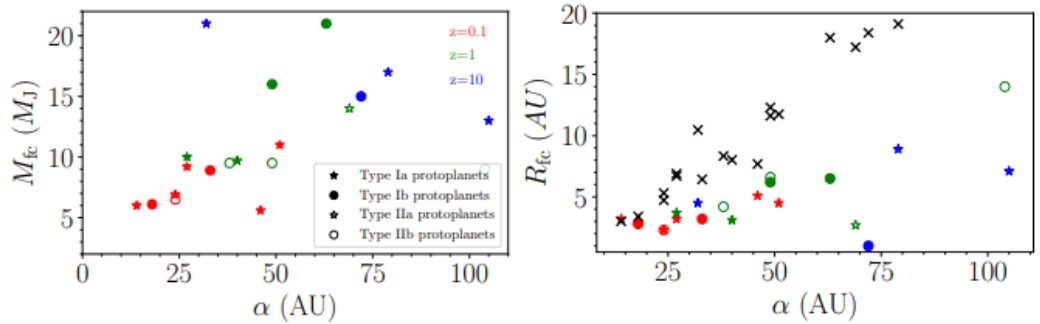 M_fc (M_J)
20
15
10
5
0
25
50
75
100
α (AU)
z=0.1
z=1
z=10
Type Ia protoplanets
Type Ib protoplanets
Type IIa protoplanets
Type IIb protoplanets
R_fc (AU)
20
15
10
5
25
50
75
100
α (AU)